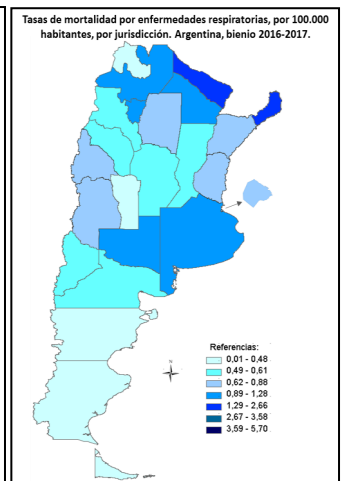 Tasas de mortalidad por enfermedades respiratorias, por 100.000
habitantes, por jurisdicción. Argentina, bienio 2016-2017.
N
Referencias:
0,01 - 0,48
0,49 - 0,61
0,62 - 0,88
0,89 - 1,28
1,29 - 2,66
2,67 - 3,58
3,59 - 5,70